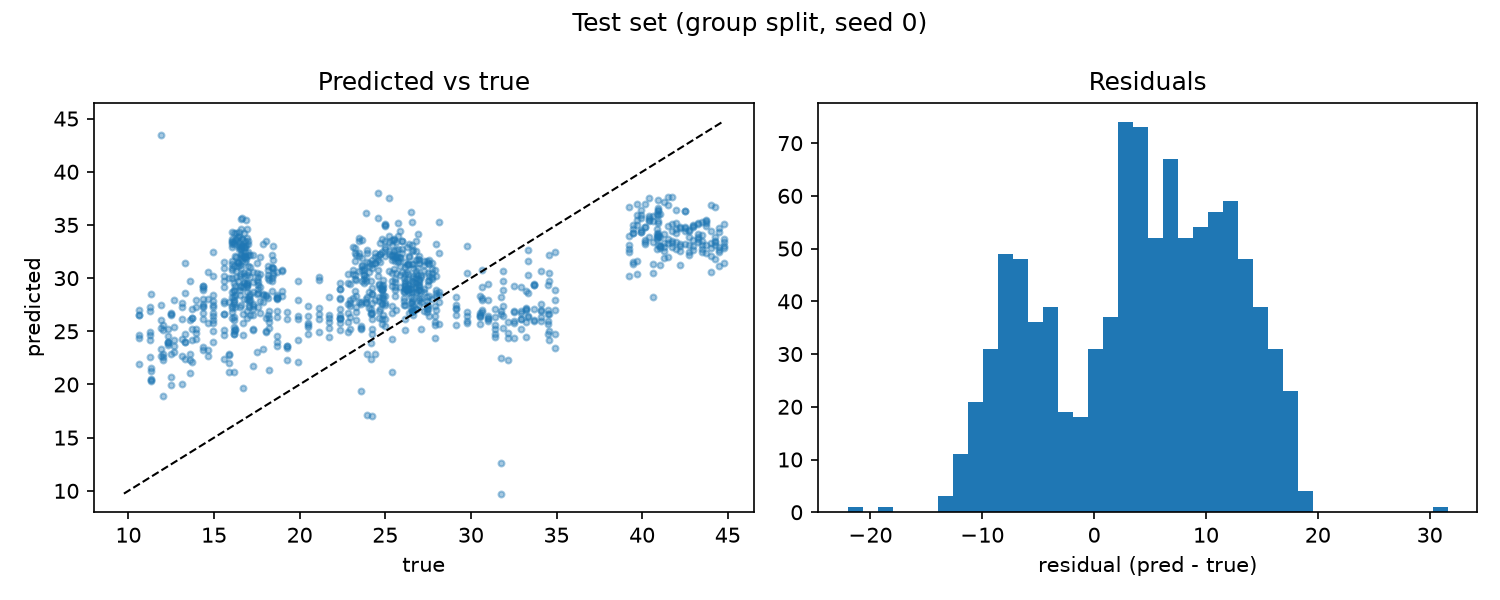 Test set (group split, seed 0)
Predicted vs true
45
40
35
30
25
20
15
10
predicted
10 15 20 25 30 35 40 45
true
Residuals
70
60
50
40
30
20
10
0
−20 −10 0 10 20 30
residual (pred - true)